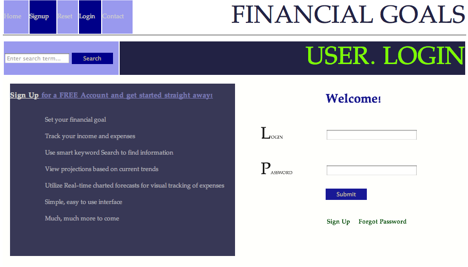 Home Signup Read Login Contact
FINANCIAL GOALS
Enter search term... Search
USER. LOGIN
Sign Up for a FREE Account and get started straight away!
Set your financial goal
Track your income and expenses
Use smart keyword Search to find information
View projections based on current trends
Utilize Real-time charted forecasts for visual tracking of expenses
Simple, easy to use interface
Much, much more to come
Welcome!
LOGIN
PASSWORD
Submit
Sign Up Forgot Password